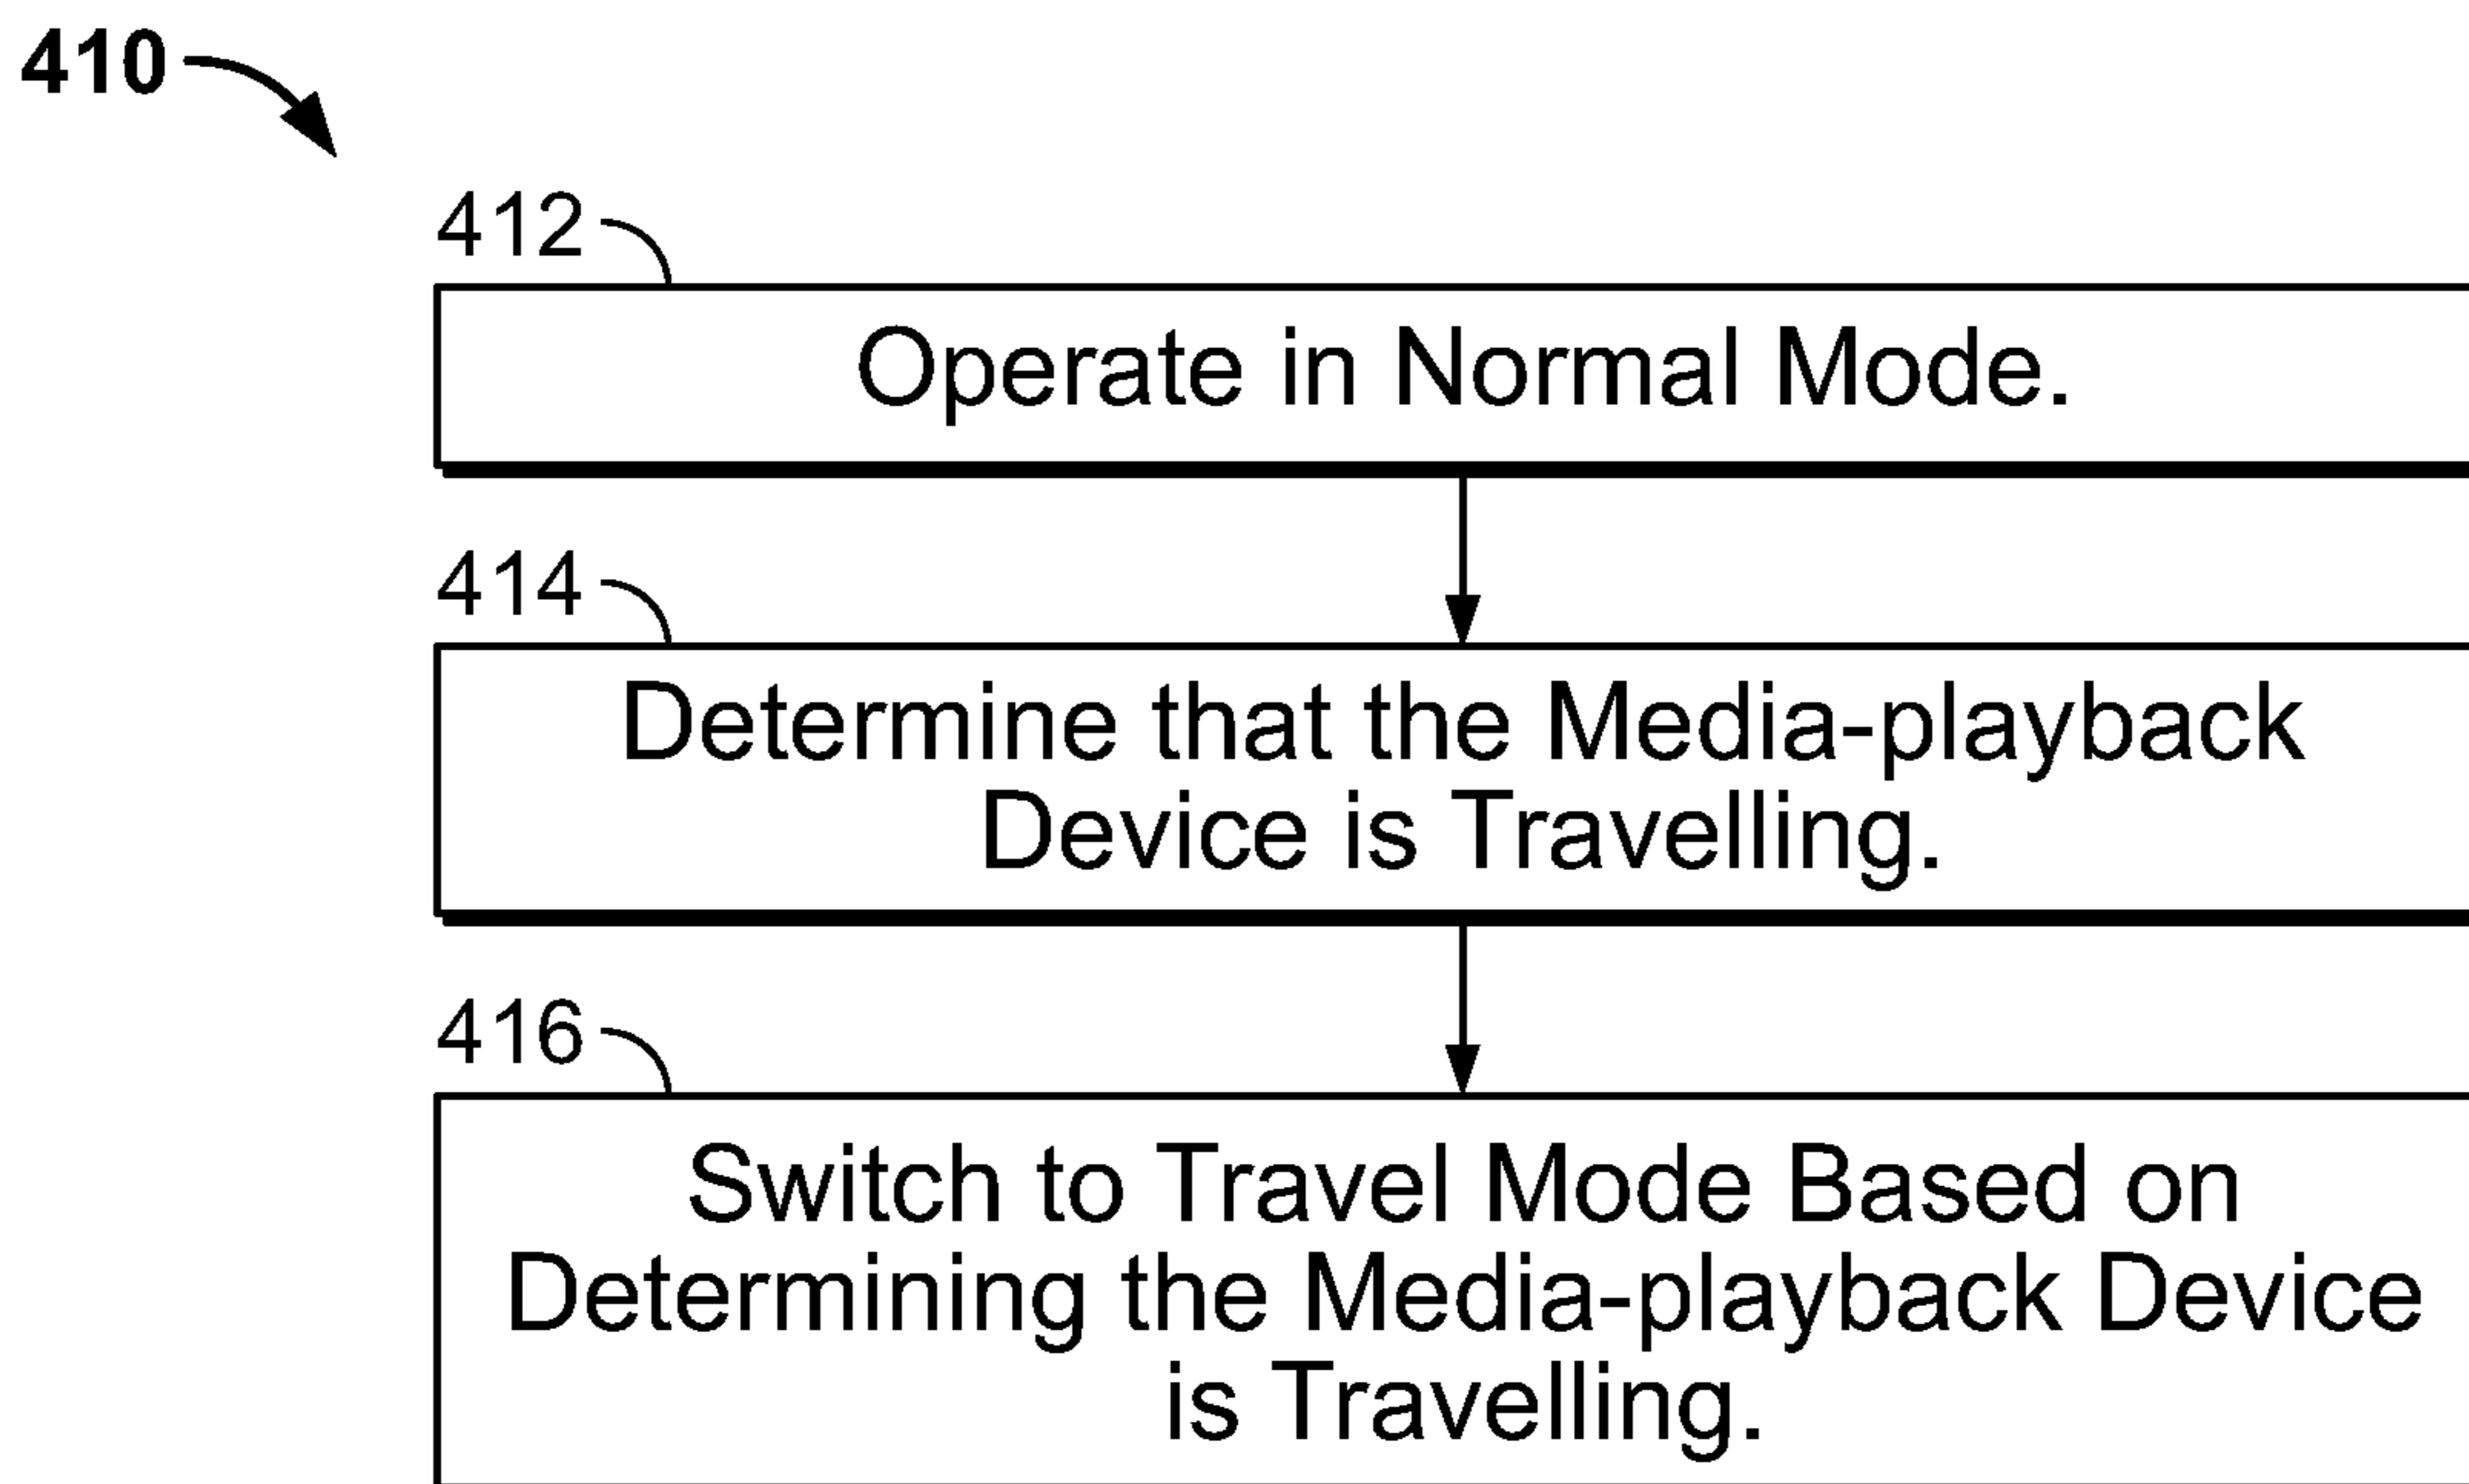 410
412
Operate in Normal Mode.
414
Determine that the Media-playback
Device is Travelling.
416
Switch to Travel Mode Based on
Determining the Media-playback Device
is Travelling.